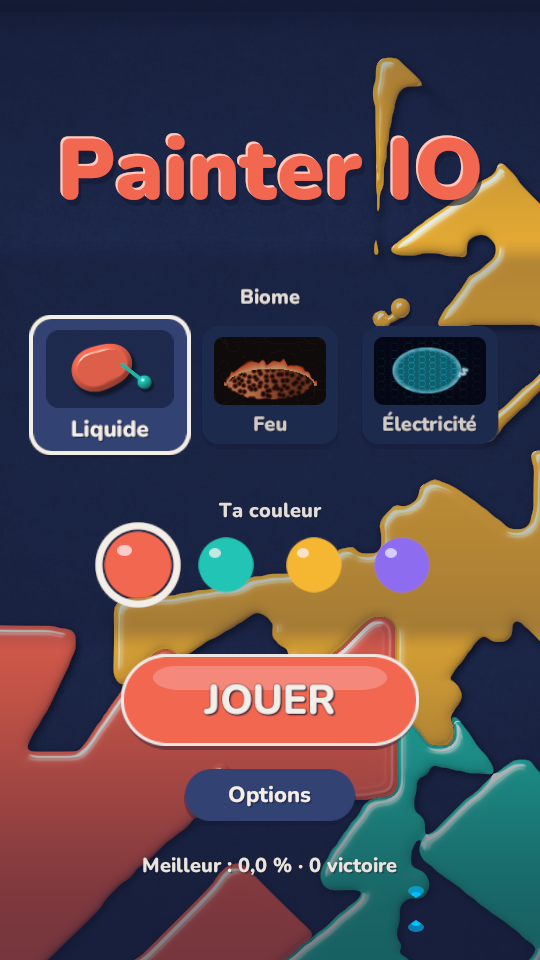 Painter IO
Biome
Liquide
Feu
Électricité
Ta couleur
JOUER
Options
Meilleur : 0,0 % · 0 victoire